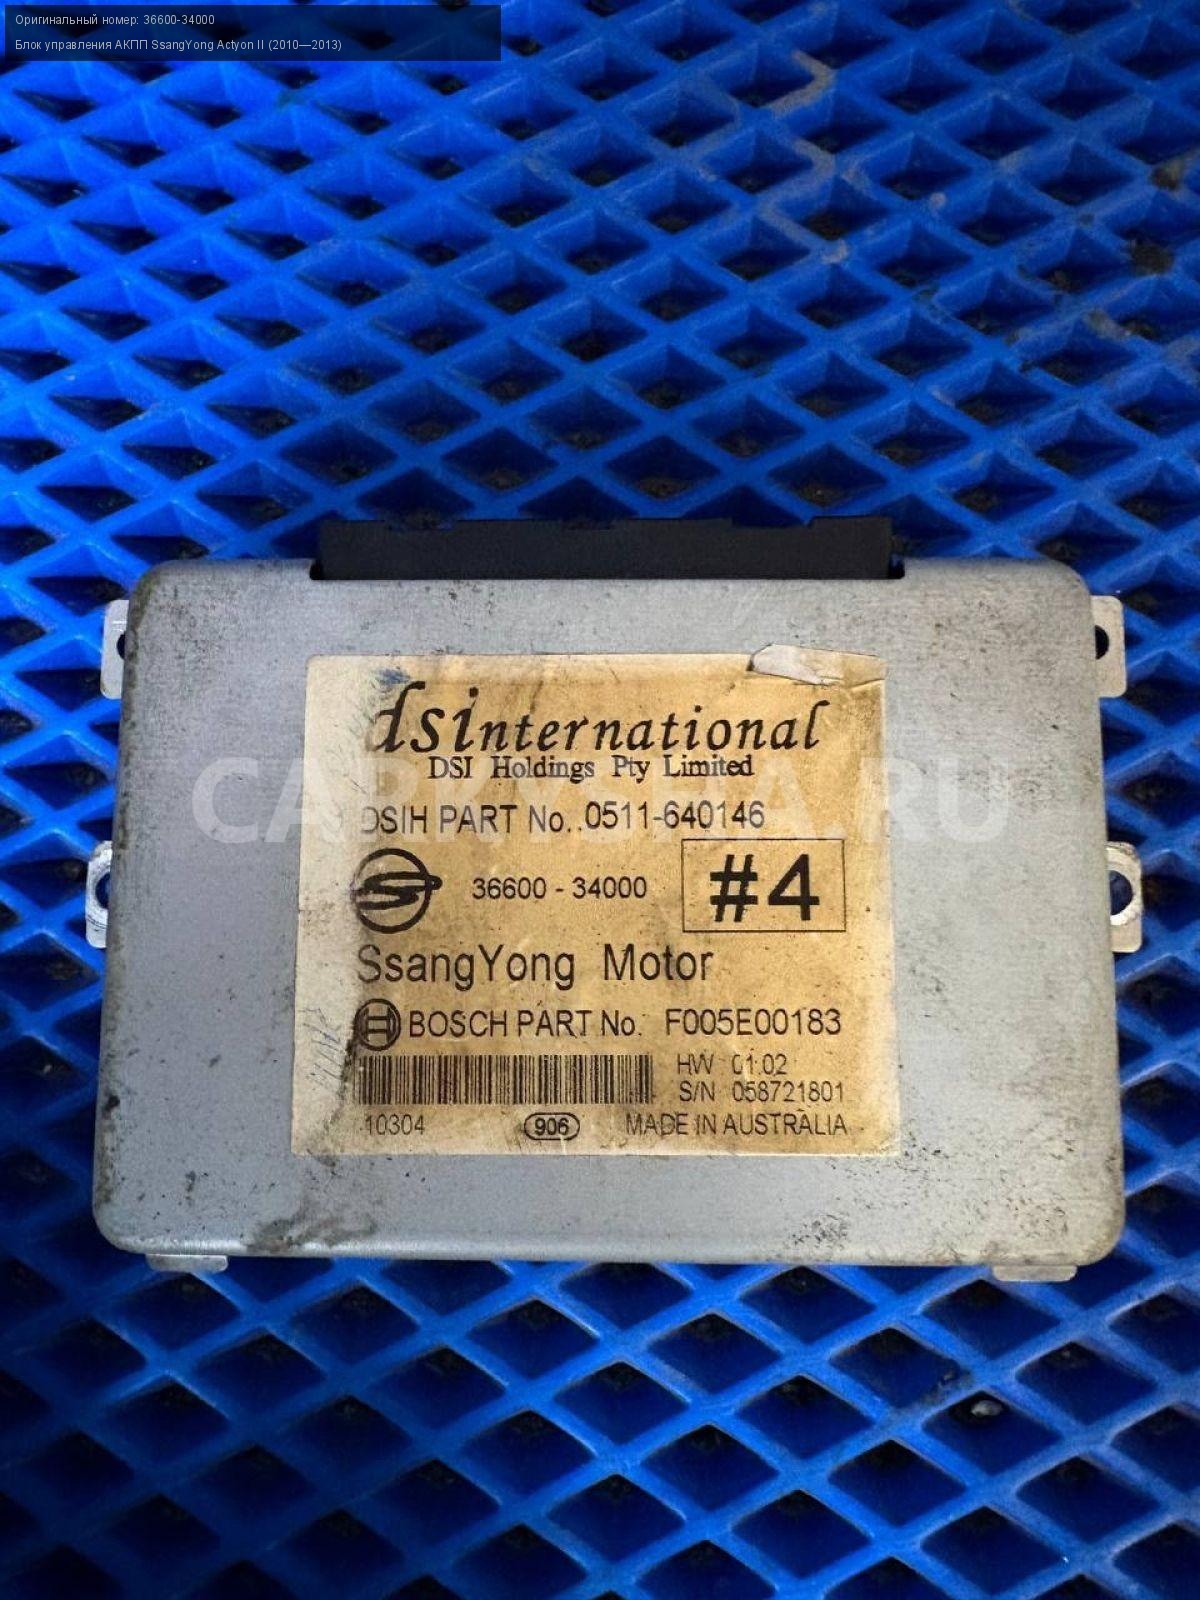 Оригинальный номер: 36600-34000
Блок управления АКПП SsangYong Actyon II (2010—2013)
dsinternational
DSI Holdings Pty Limited
CARKYSHA.RU
DSIH PART No. 0511-640146
36600 - 34000 #4
SsangYong Motor
BOSCH PART No. F005E00183
HW 01.02
S/N 058721801
10304 906 MADE IN AUSTRALIA